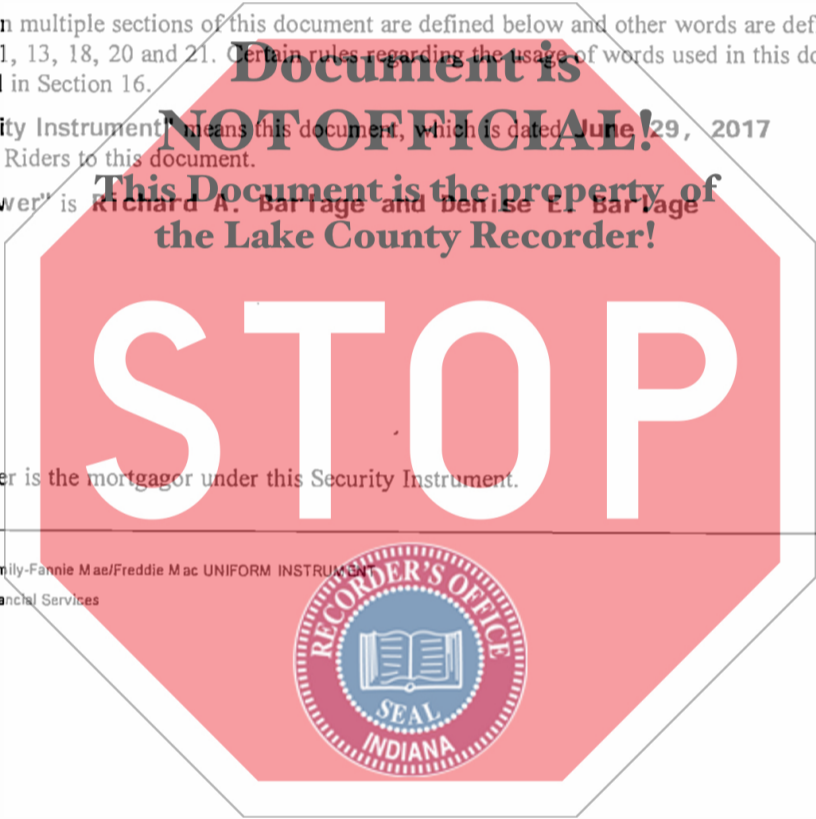 n multiple sections of this document are defined below and other words are def
1, 13, 18, 20 and 21. Certain rules regarding the usage of words used in this do
Document is
l in Section 16.
NOT OFFICIAL!
ity Instrument" means this document, which is dated June 29, 2017
Riders to this document.
This Document is the property of
wer" is Richard A. Barlage and Denise E. Barlage
the Lake County Recorder!
STOP
er is the mortgagor under this Security Instrument.
mily-Fannie Mae/Freddie Mac UNIFORM INSTRUMENT
ancial Services
RECORDER'S OFFICE
SEAL
INDIANA